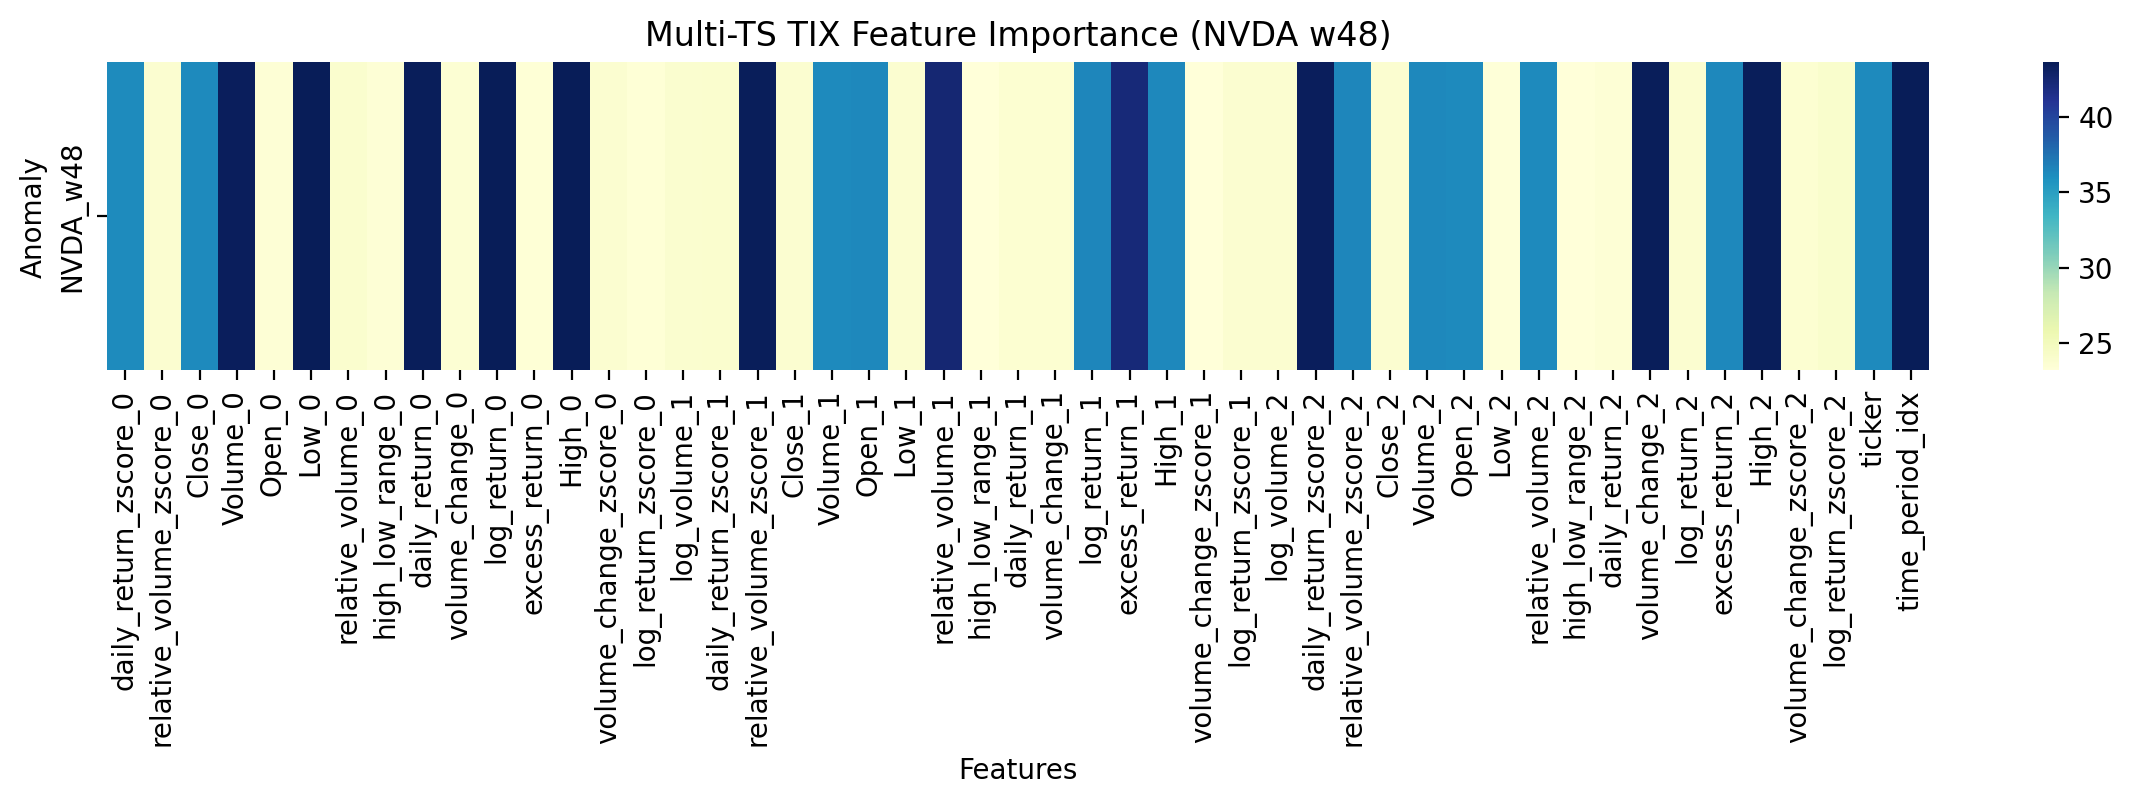 Multi-TS TIX Feature Importance (NVDA w48)
Anomaly
NVDA_w48
40
35
30
25
daily_return_zscore_0
relative_volume_zscore_0
Close_0
Volume_0
Open_0
Low_0
relative_volume_0
high_low_range_0
daily_return_0
volume_change_0
log_return_0
excess_return_0
High_0
volume_change_zscore_0
log_return_zscore_0
log_volume_1
daily_return_zscore_1
relative_volume_zscore_1
Close_1
Volume_1
Open_1
Low_1
relative_volume_1
high_low_range_1
daily_return_1
volume_change_1
log_return_1
excess_return_1
High_1
volume_change_zscore_1
log_return_zscore_1
log_volume_2
daily_return_zscore_2
relative_volume_zscore_2
Close_2
Volume_2
Open_2
Low_2
relative_volume_2
high_low_range_2
daily_return_2
volume_change_2
log_return_2
excess_return_2
High_2
volume_change_zscore_2
log_return_zscore_2
ticker
time_period_idx
Features